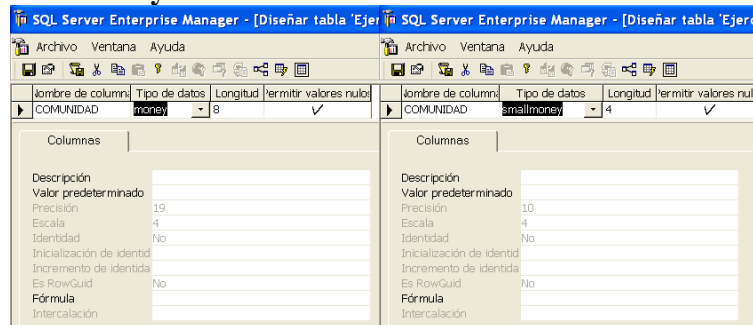 SQL Server Enterprise Manager - [Diseñar tabla 'Ejer
Archivo Ventana Ayuda
Nombre de columna Tipo de datos Longitud Permitir valores nulos
COMUNIDAD money 8
Columnas
Descripción
Valor predeterminado
Precisión 19
Escala 4
Identidad No
Inicialización de identid
Incremento de identida
Es RowGuid No
Fórmula
Intercalación
SQL Server Enterprise Manager - [Diseñar tabla 'Ejerc
Archivo Ventana Ayuda
Nombre de columna Tipo de datos Longitud Permitir valores nul
COMUNIDAD smallmoney 4
Columnas
Descripción
Valor predeterminado
Precisión 10
Escala 4
Identidad No
Inicialización de identid
Incremento de identida
Es RowGuid No
Fórmula
Intercalación